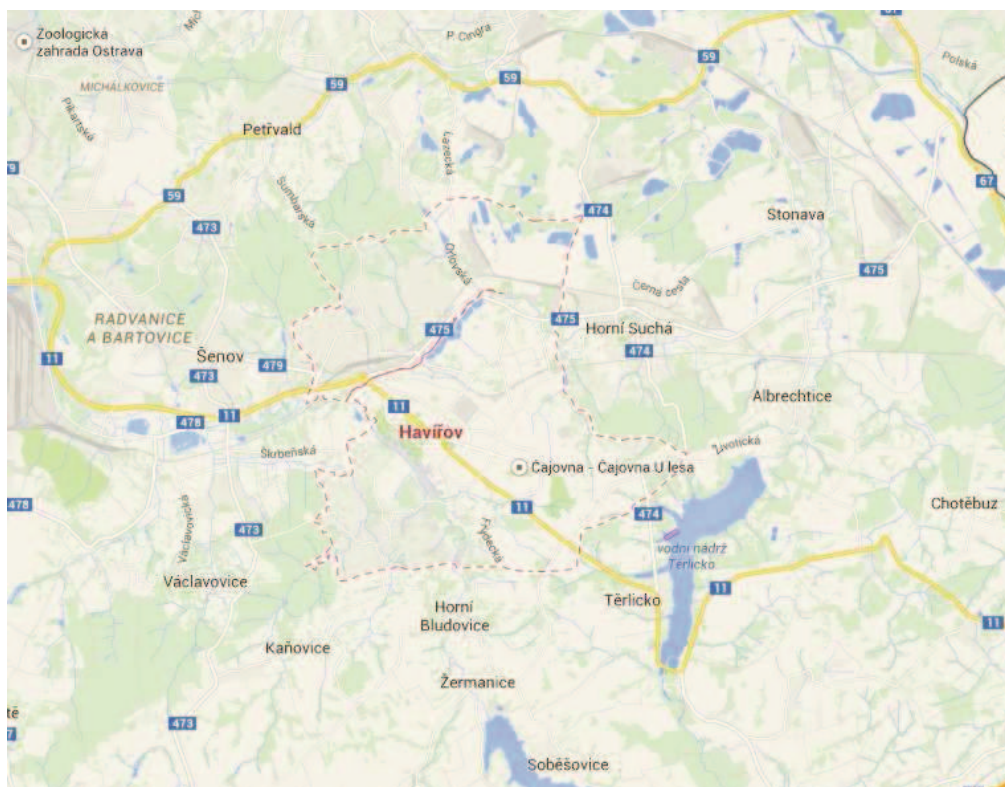 Zoologická
zahrada Ostrava
MICHÁLKOVICE
Pikartská
P. Cingra
Polská
59
59
59
67
59
Petřvald
Lazecká
Sumbarská
473
474
Stonava
Orlovská
475
Černá cesta
RADVANICE
A BARTOVICE
11
475
475
Horní Suchá
474
Šenov
479
473
478
11
11
Havířov
Albrechtice
Životická
Škrbeňská
Čajovna - Čajovna U lesa
478
Václavovická
473
11
Frýdecká
474
Chotěbuz
vodní nádrž
Těrlicko
Václavovice
Těrlicko
11
11
Horní
Bludovice
Kaňovice
Žermanice
473
Soběšovice